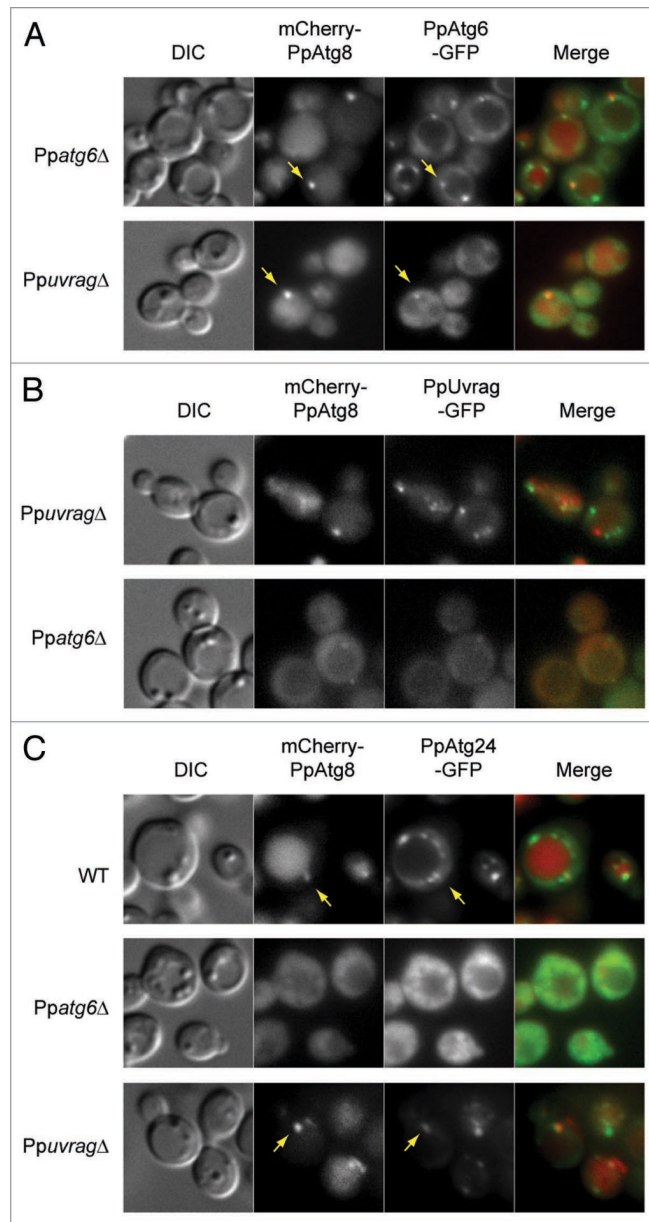 A
DIC
mCherry-
PpAtg8
PpAtg6
-GFP
Merge
Ppatg6Δ
PpuvragΔ
B
DIC
mCherry-
PpAtg8
PpUvrag
-GFP
Merge
PpuvragΔ
Ppatg6Δ
C
DIC
mCherry-
PpAtg8
PpAtg24
-GFP
Merge
WT
Ppatg6Δ
PpuvragΔ